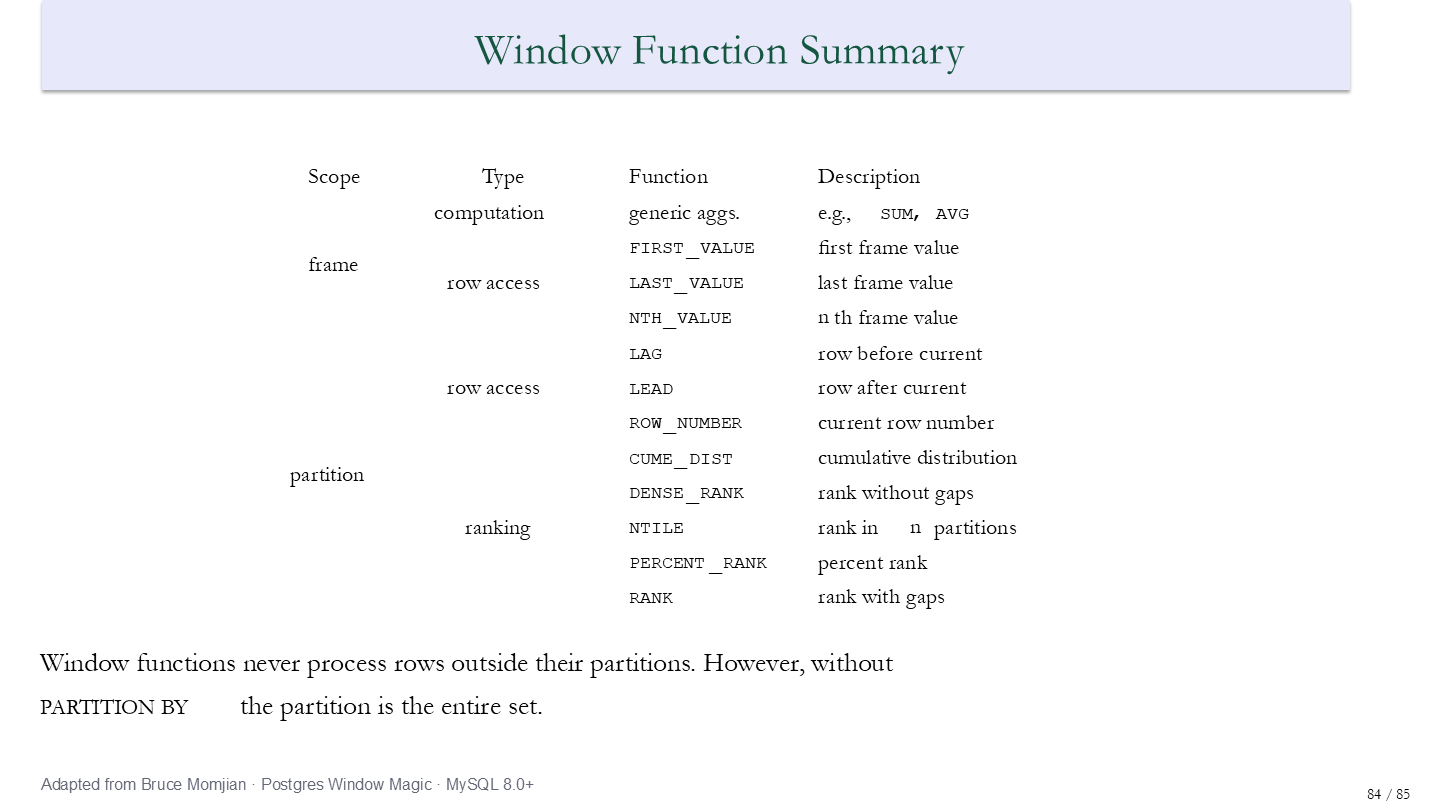 Window Function Summary
Scope Type Function Description
computation generic aggs. e.g., SUM, AVG
FIRST_VALUE first frame value
frame
row access LAST_VALUE last frame value
NTH_VALUE n th frame value
LAG row before current
row access LEAD row after current
ROW_NUMBER current row number
CUME_DIST cumulative distribution
partition
DENSE_RANK rank without gaps
ranking NTILE rank in n partitions
PERCENT_RANK percent rank
RANK rank with gaps
Window functions never process rows outside their partitions. However, without
PARTITION BY the partition is the entire set.
Adapted from Bruce Momjian · Postgres Window Magic · MySQL 8.0+
84 / 85